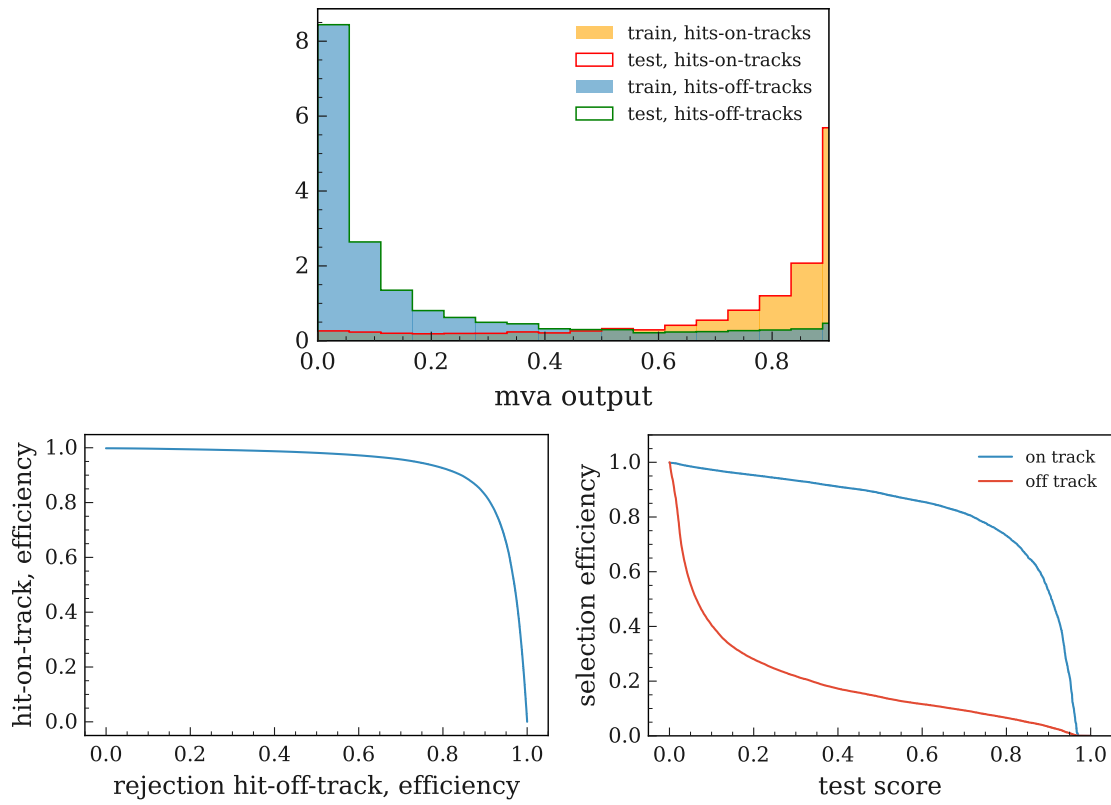 8
6
4
2
0
train, hits-on-tracks
test, hits-on-tracks
train, hits-off-tracks
test, hits-off-tracks
0.0 0.2 0.4 0.6 0.8
mva output
hit-on-track, efficiency
1.0
0.8
0.6
0.4
0.2
0.0
0.0 0.2 0.4 0.6 0.8 1.0
rejection hit-off-track, efficiency
selection efficiency
1.0
0.8
0.6
0.4
0.2
0.0
on track
off track
0.0 0.2 0.4 0.6 0.8 1.0
test score